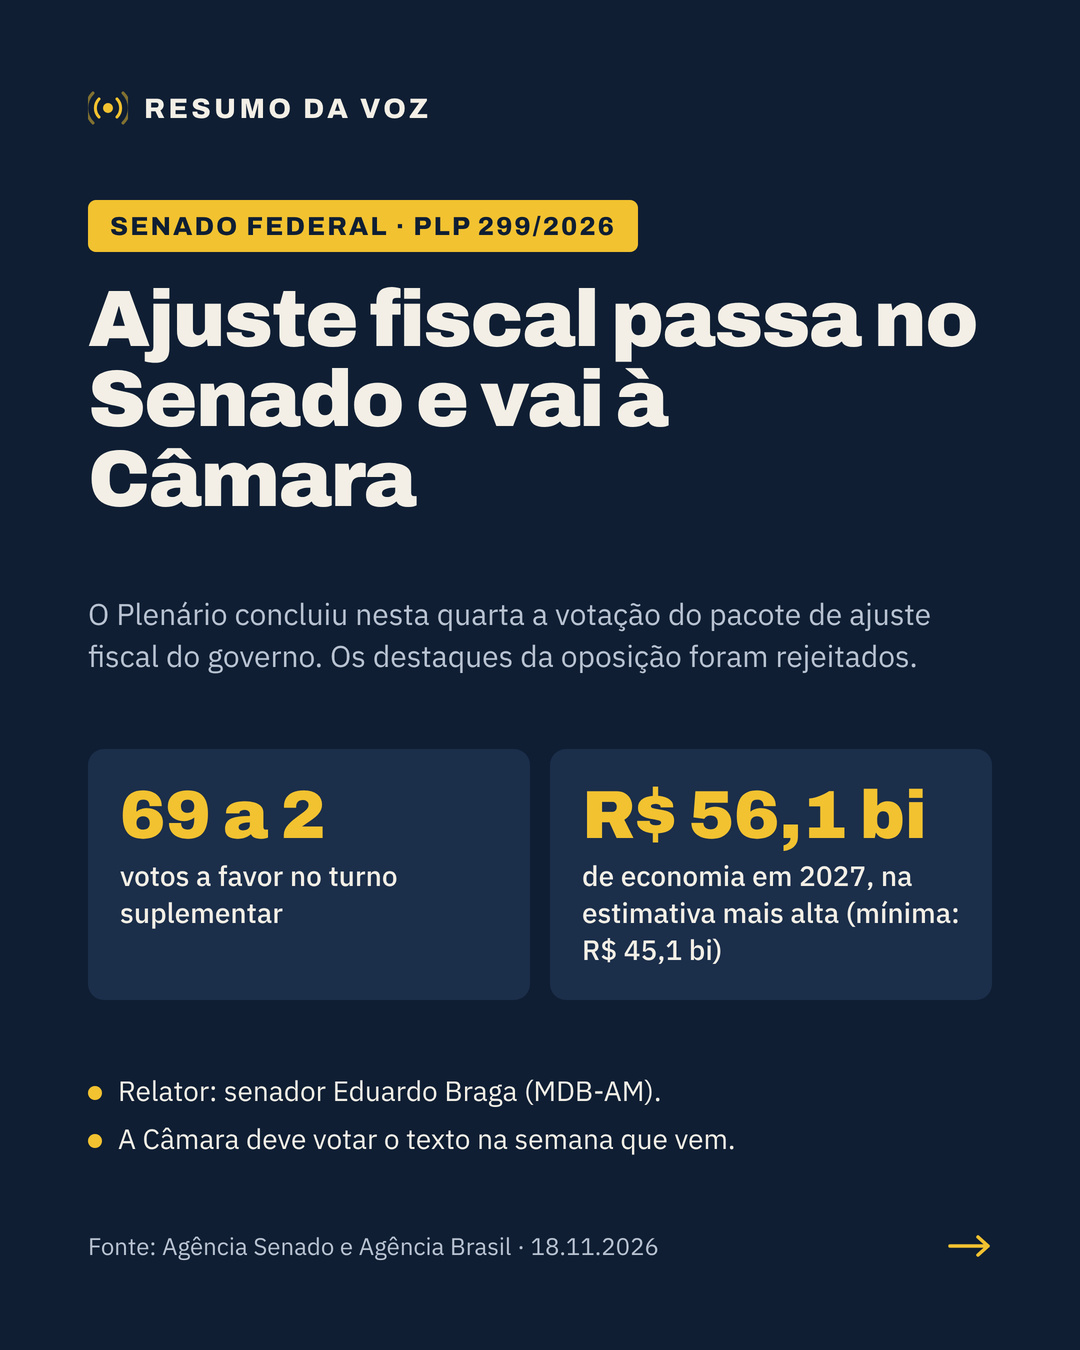 RESUMO DA VOZ
SENADO FEDERAL · PLP 299/2026
Ajuste fiscal passa no
Senado e vai à
Câmara
O Plenário concluiu nesta quarta a votação do pacote de ajuste
fiscal do governo. Os destaques da oposição foram rejeitados.
69 a 2
votos a favor no turno
suplementar
R$ 56,1 bi
de economia em 2027, na
estimativa mais alta (mínima:
R$ 45,1 bi)
Relator: senador Eduardo Braga (MDB-AM).
A Câmara deve votar o texto na semana que vem.
Fonte: Agência Senado e Agência Brasil · 18.11.2026